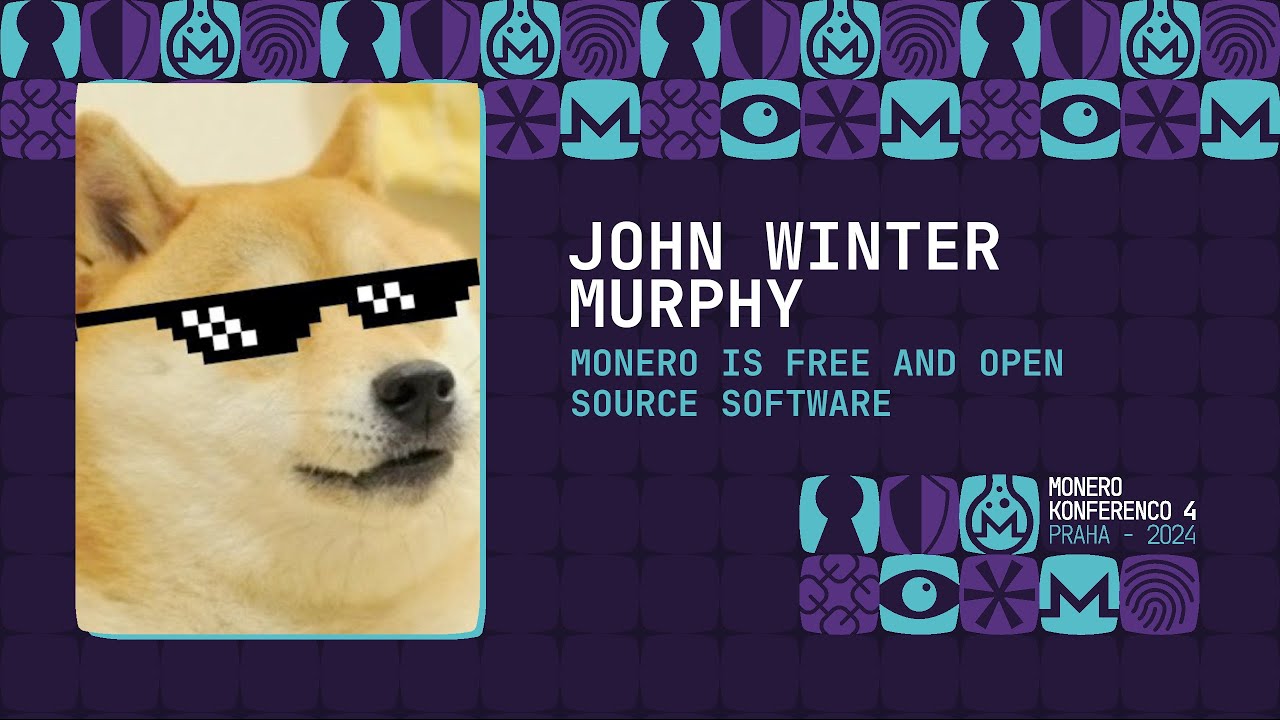 JOHN WINTER
MURPHY
MONERO IS FREE AND OPEN
SOURCE SOFTWARE
MONERO
KONFERENCO 4
PRAHA - 2024